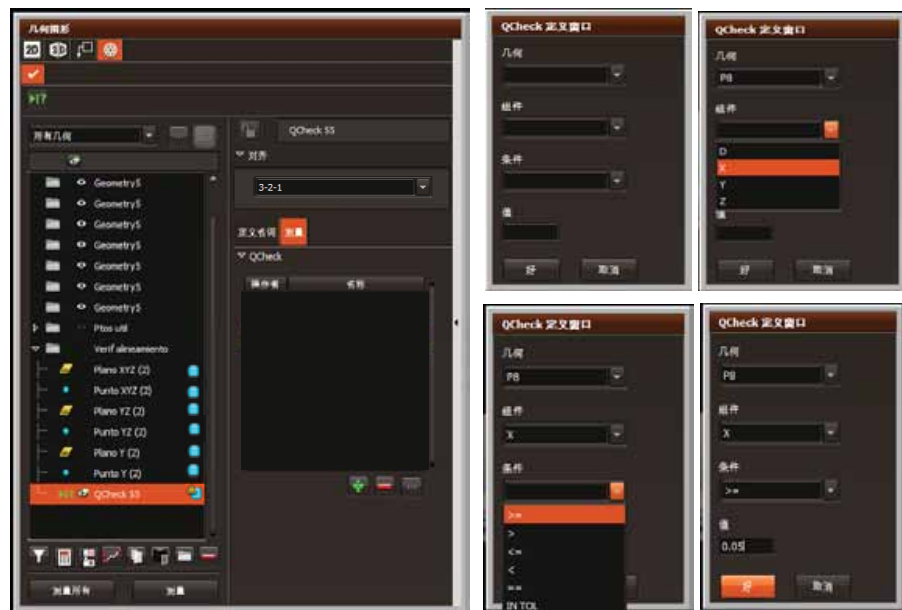 几何图形
2D 3D
▶!?
所有几何
Geometry5
Geometry5
Geometry5
Geometry5
Geometry5
Geometry5
Geometry5
Ptos util
Verif alineamiento
Plano XYZ (2)
Punto XYZ (2)
Plano YZ (2)
Punto YZ (2)
Plano Y (2)
Punto Y (2)
QCheck 55
测量所有
测量
QCheck 55
对齐
3-2-1
定义名词
测量
QCheck
操作者
名称
QCheck 定义窗口
几何
组件
条件
值
好
取消
QCheck 定义窗口
几何
P8
组件
D
X
Y
Z
值
好
取消
QCheck 定义窗口
几何
P8
组件
X
条件
>=
>
<=
<
==
IN TOL
QCheck 定义窗口
几何
P8
组件
X
条件
>=
值
0.05
好
取消